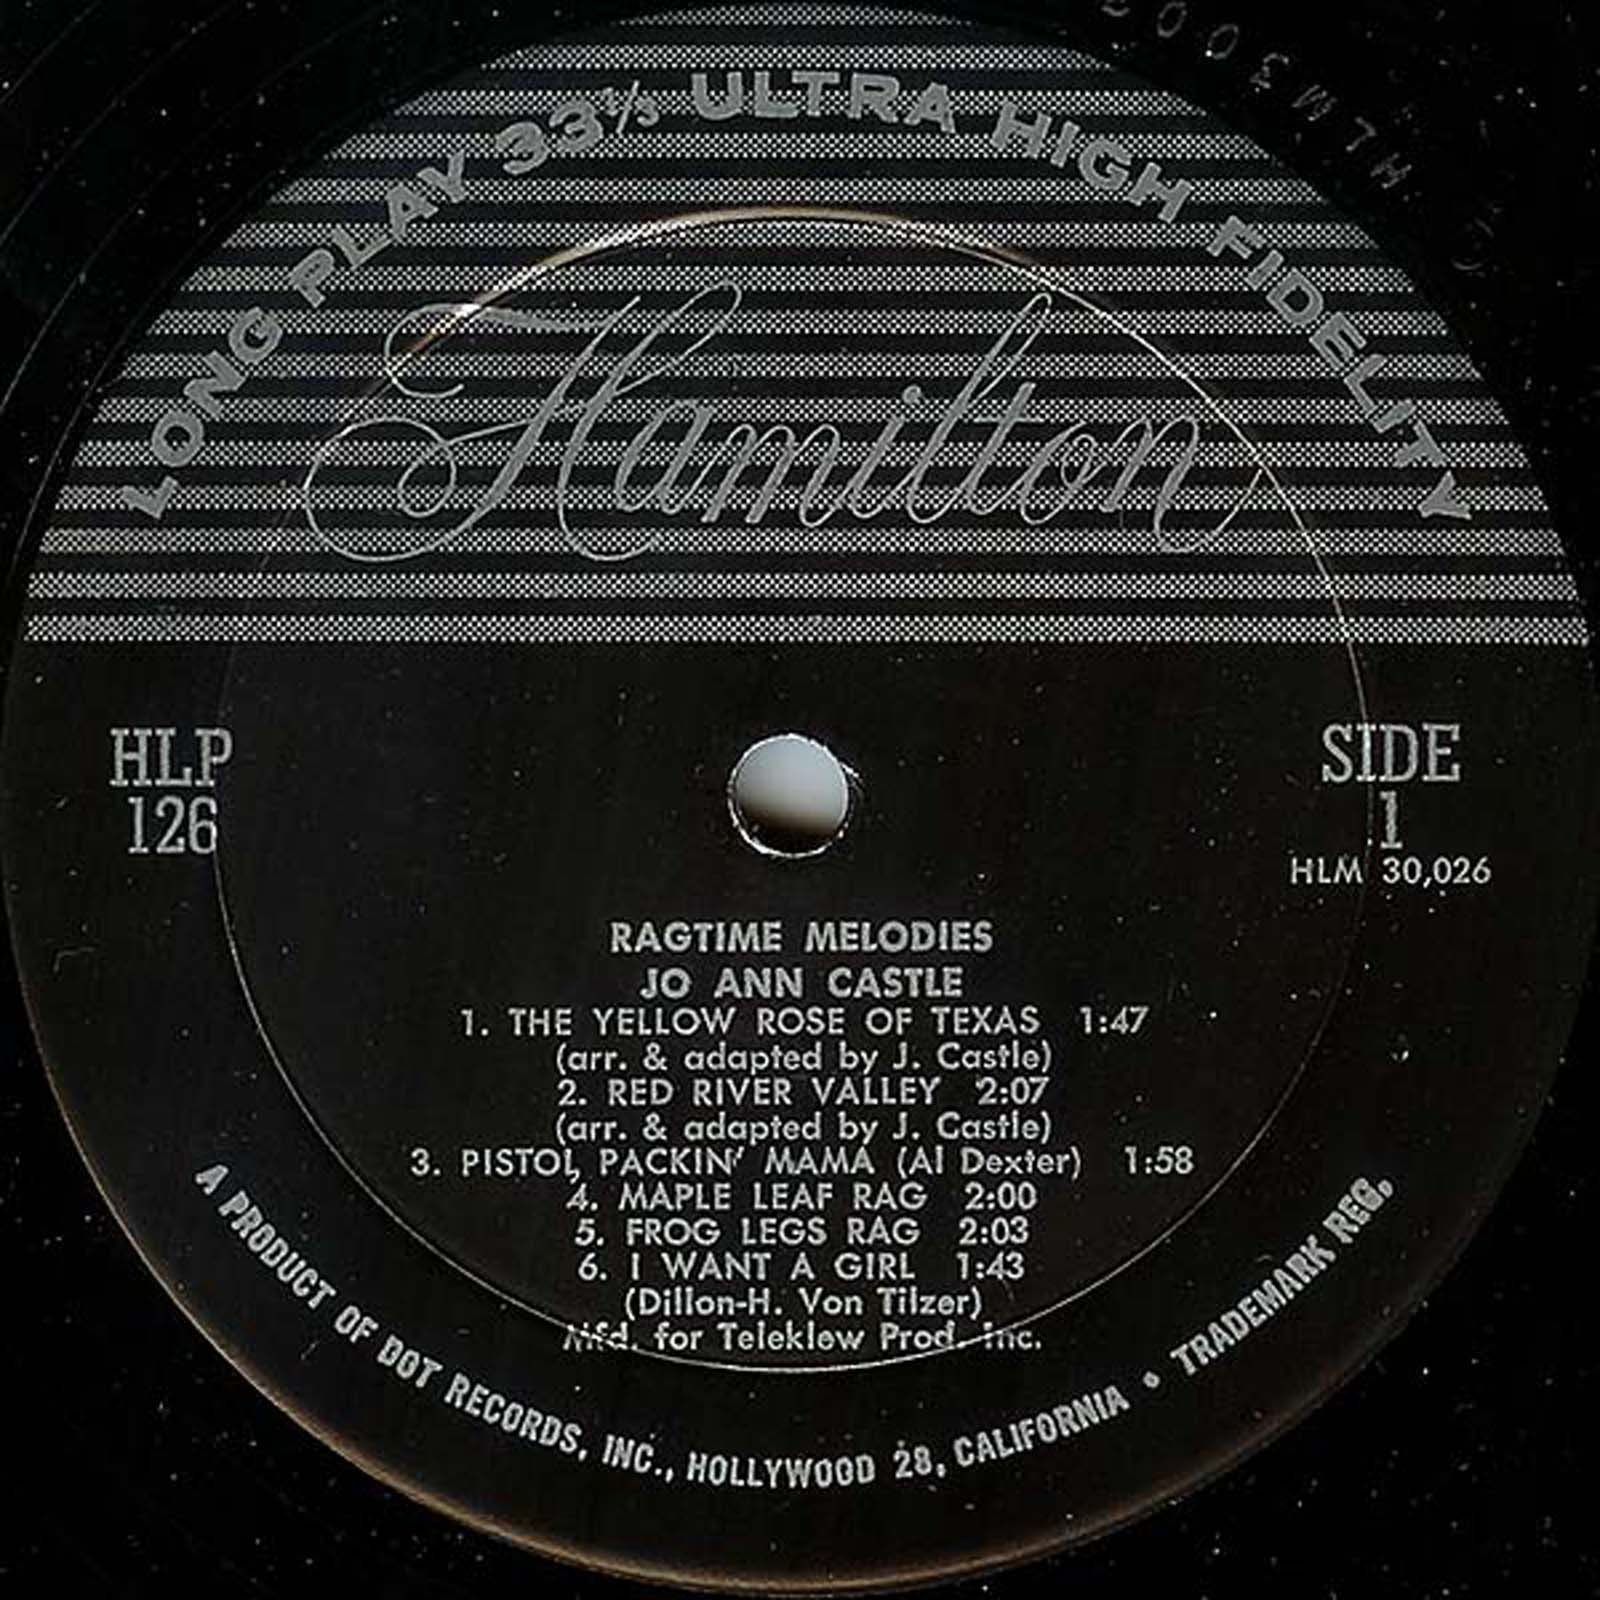 LONG PLAY 33 1/3 ULTRA HIGH FIDELITY
Hamilton
HLP
126
SIDE
1
HLM 30,026
RAGTIME MELODIES
JO ANN CASTLE
1. THE YELLOW ROSE OF TEXAS 1:47
(arr. & adapted by J. Castle)
2. RED RIVER VALLEY 2:07
(arr. & adapted by J. Castle)
3. PISTOL PACKIN' MAMA (Al Dexter) 1:58
4. MAPLE LEAF RAG 2:00
5. FROG LEGS RAG 2:03
6. I WANT A GIRL 1:43
(Dillon-H. Von Tilzer)
Mfd. for Teleklew Prod. Inc.
A PRODUCT OF DOT RECORDS, INC., HOLLYWOOD 28, CALIFORNIA • TRADEMARK REG.